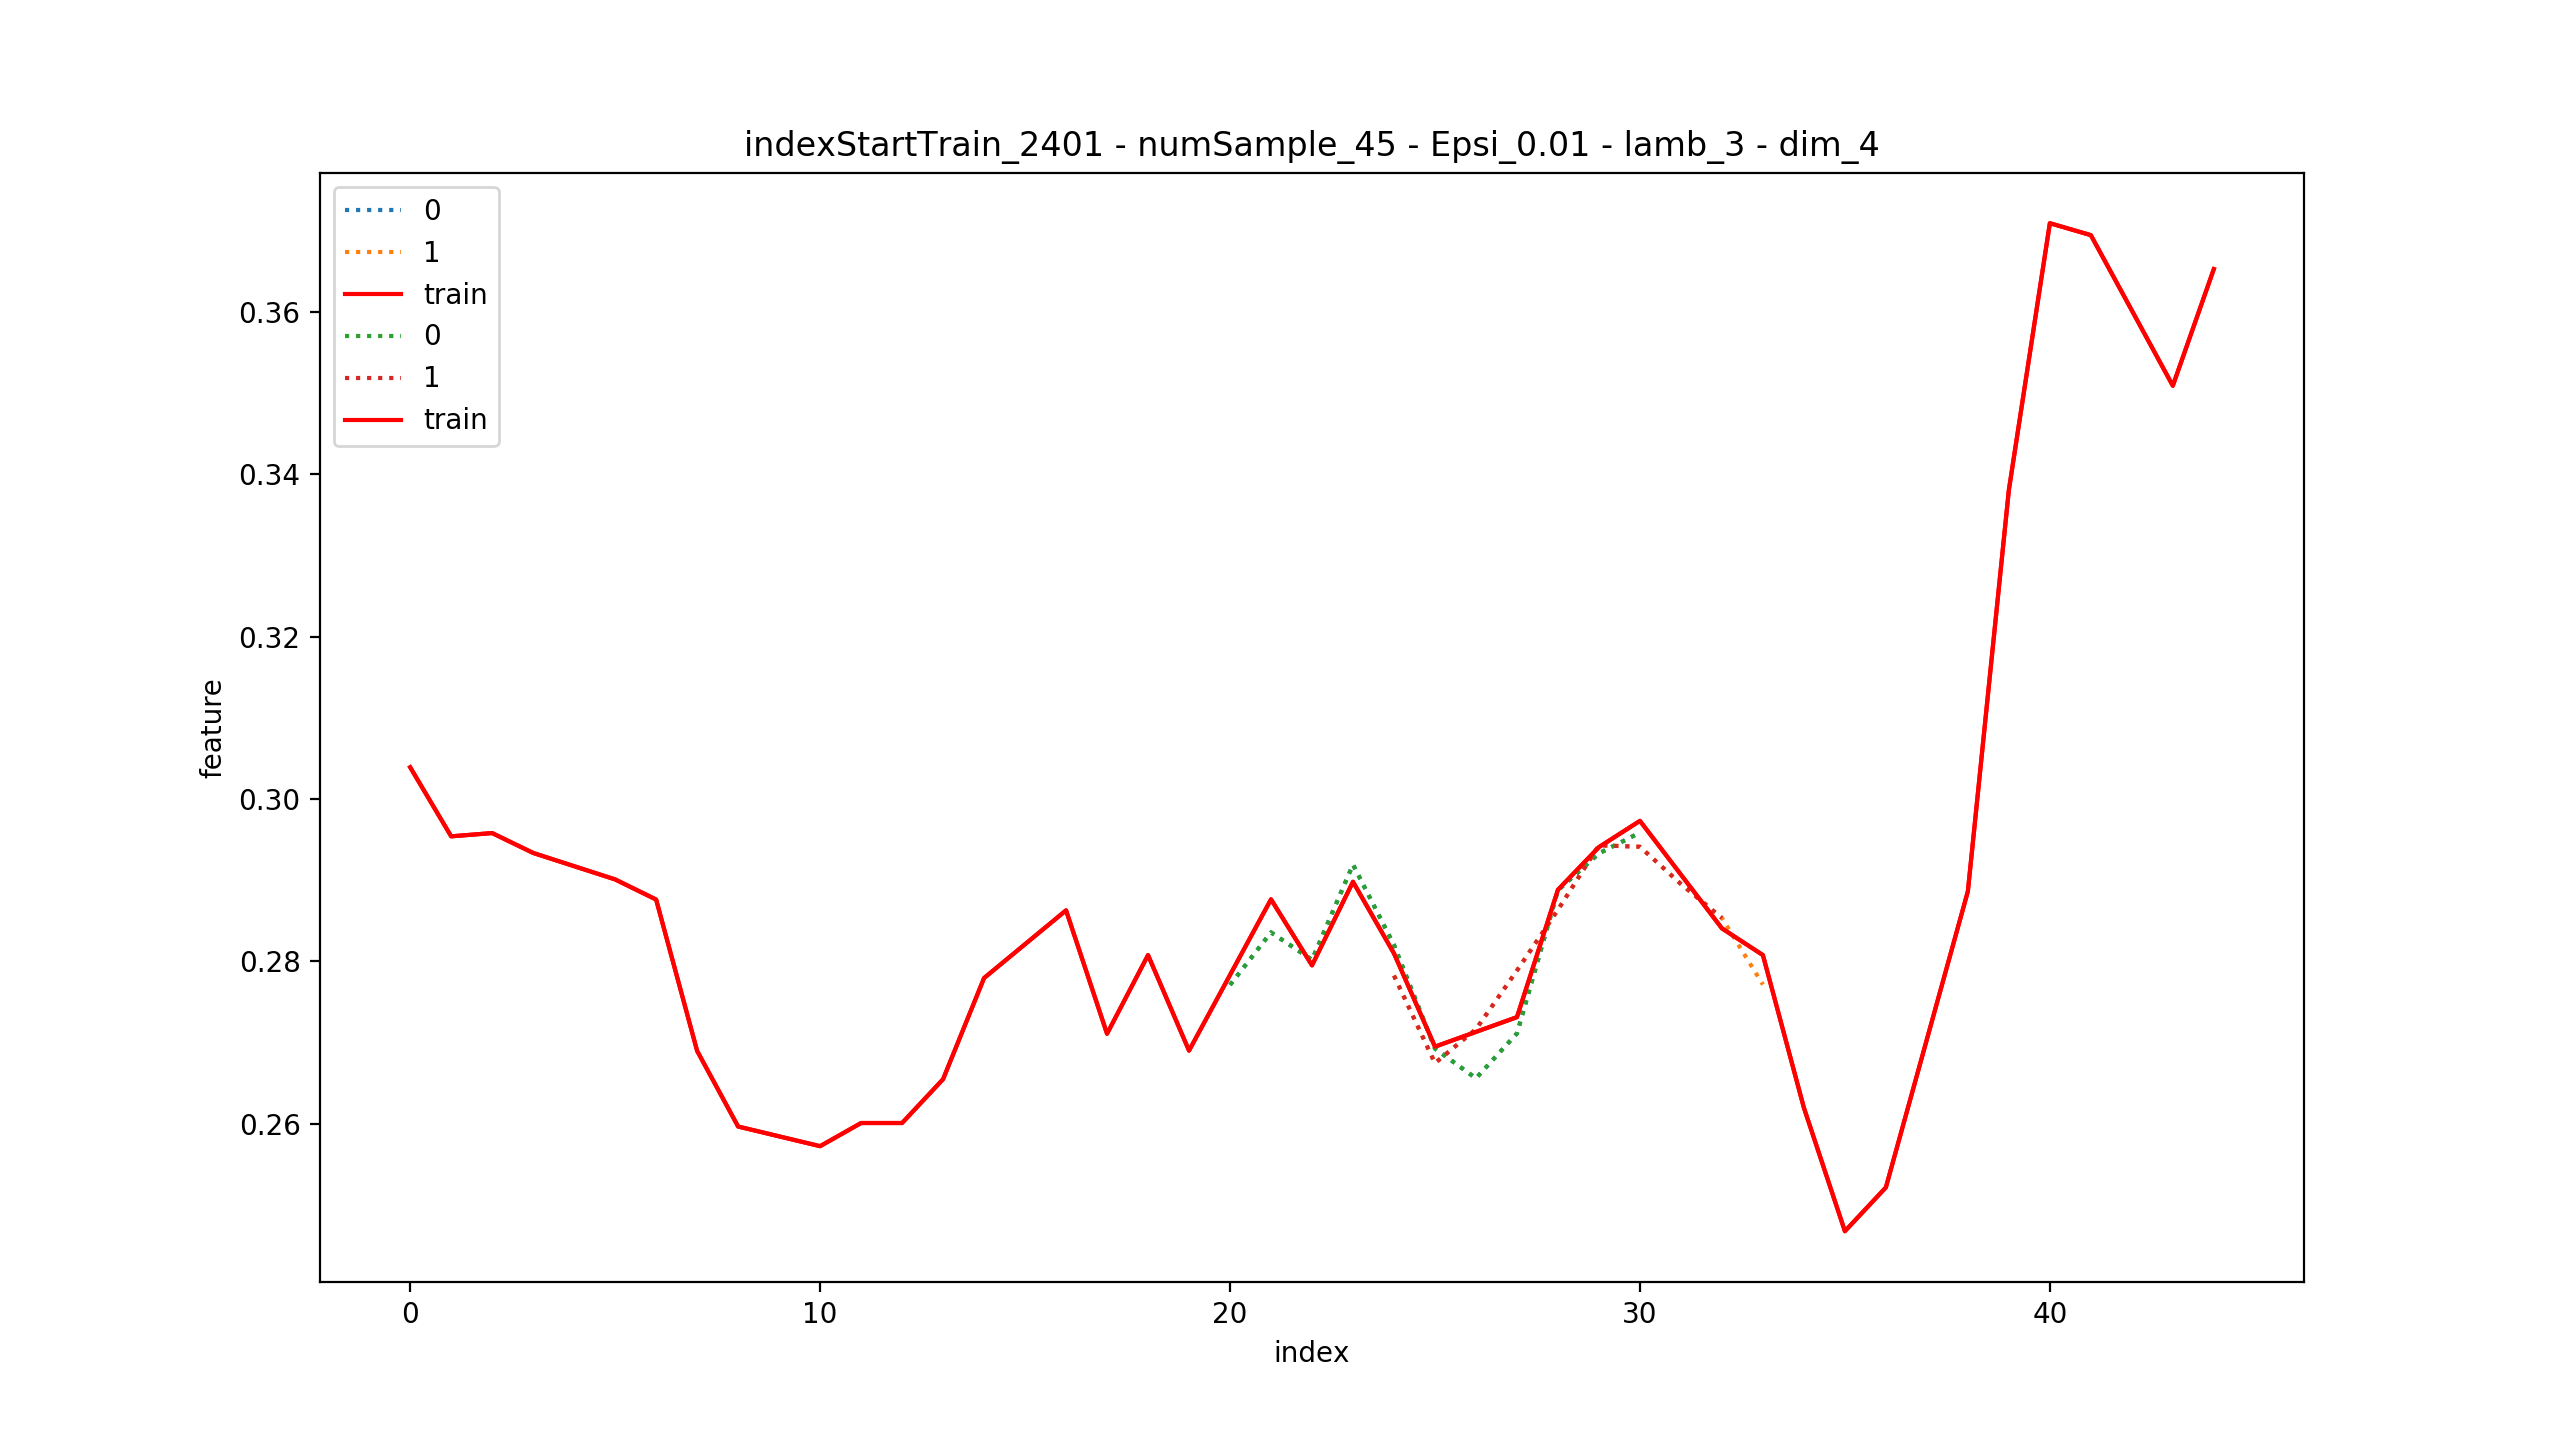 indexStartTrain_2401 - numSample_45 - Epsi_0.01 - lamb_3 - dim_4
0
1
train
0
1
train
0.36
0.34
0.32
0.30
0.28
0.26
feature
0 10 20 30 40
index